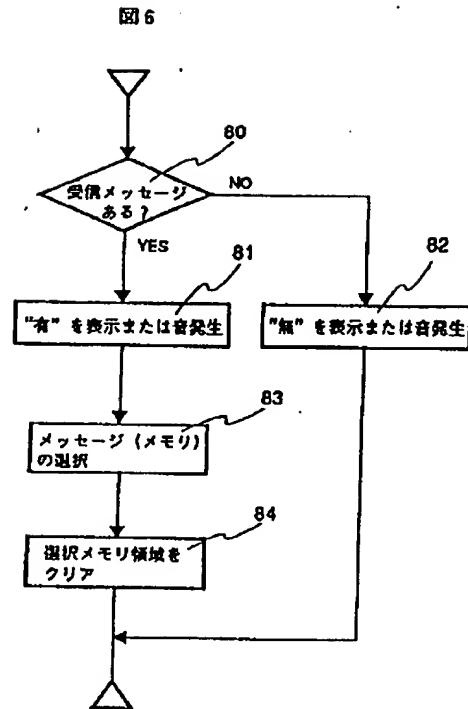 図6
80
受信メッセージ
ある?
NO
YES
81
"有"を表示または音発生
82
"無"を表示または音発生
83
メッセージ(メモリ)
の選択
84
選択メモリ領域を
クリア